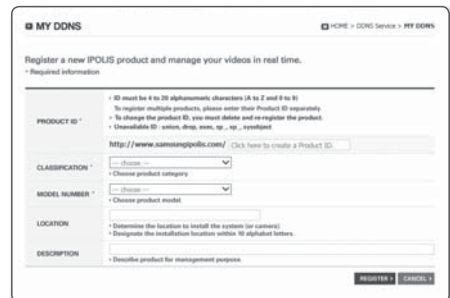 MY DDNS
HOME > DDNS Service > MY DDNS
Register a new IPOLIS product and manage your videos in real time.
* Required information
PRODUCT ID *
› ID must be 4 to 20 alphanumeric characters (A to Z and 0 to 9)
To register multiple products, please enter their Product ID separately.
› To change the product ID, you must delete and re-register the product.
› Unavailable ID : union, drop, exec, sp_, xp_, sysobject
http://www.samsungipolis.com/ Click here to create a Product ID.
CLASSIFICATION *
--- choose ---
› Choose product category
MODEL NUMBER *
--- choose ---
› Choose product model.
LOCATION
› Determine the location to install the system (or camera).
› Designate the installation location within 10 alphabet letters.
DESCRIPTION
› Describe product for management purpose.
REGISTER › CANCEL ›